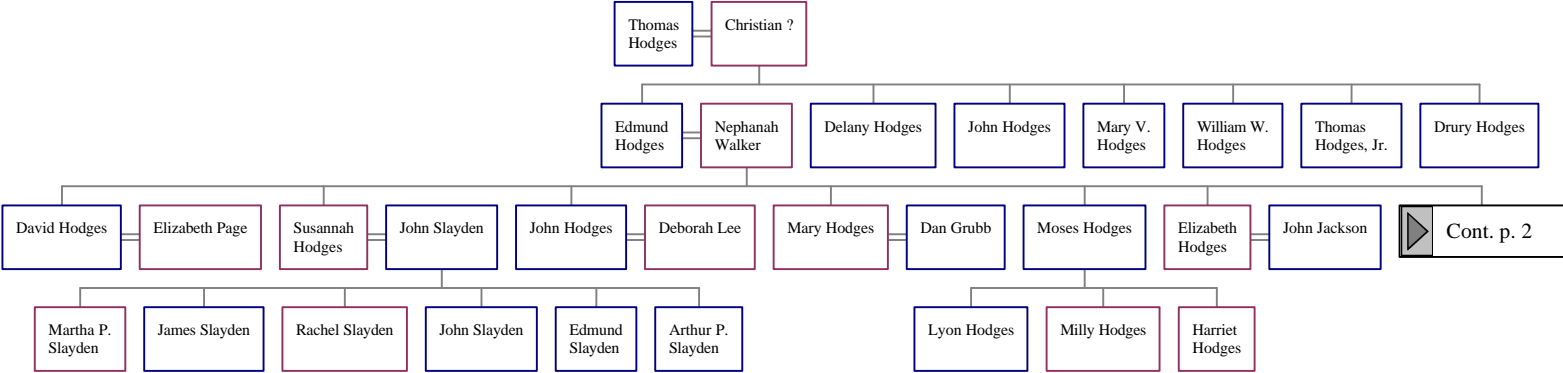 Thomas
Hodges
Christian ?
Edmund
Hodges
Nephanah
Walker
Delany Hodges
John Hodges
Mary V.
Hodges
William W.
Hodges
Thomas
Hodges, Jr.
Drury Hodges
David Hodges
Elizabeth Page
Susannah
Hodges
John Slayden
John Hodges
Deborah Lee
Mary Hodges
Dan Grubb
Moses Hodges
Elizabeth
Hodges
John Jackson
Cont. p. 2
Martha P.
Slayden
James Slayden
Rachel Slayden
John Slayden
Edmund
Slayden
Arthur P.
Slayden
Lyon Hodges
Milly Hodges
Harriet
Hodges